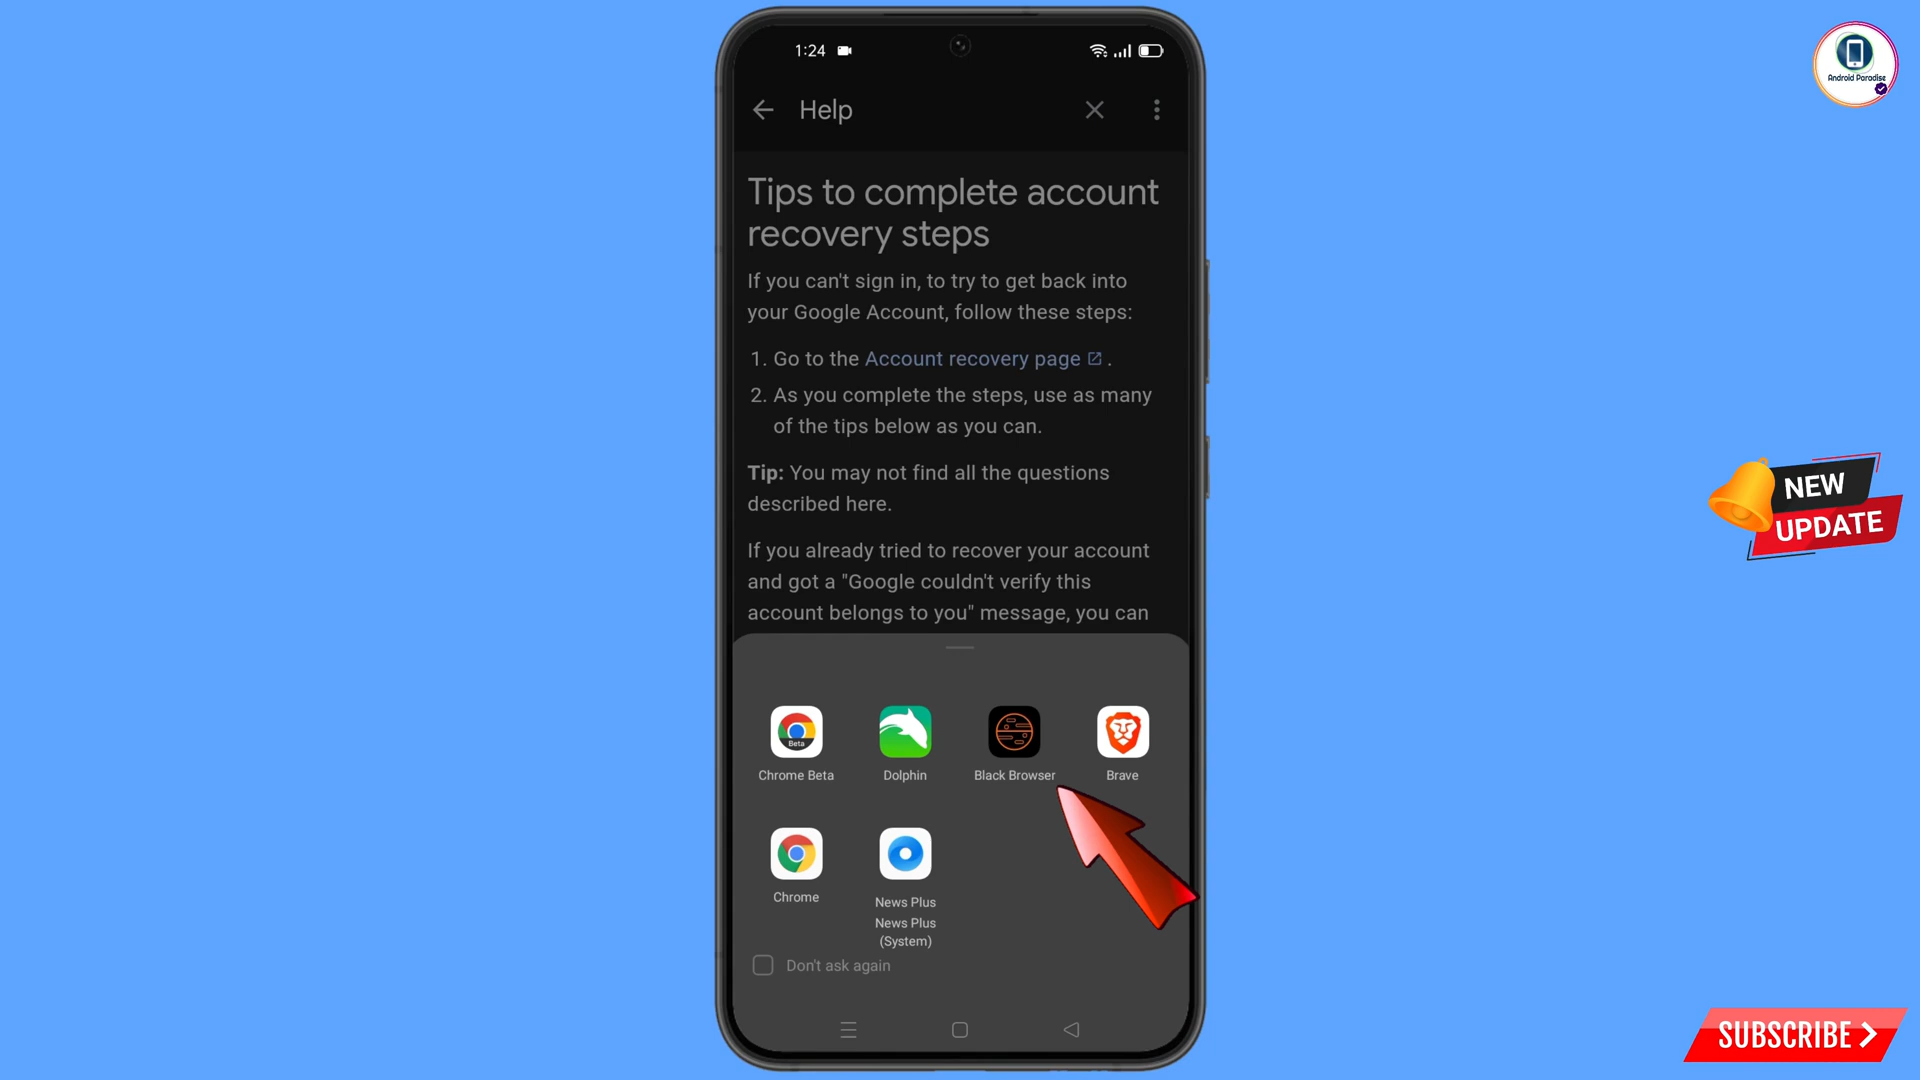 1:24
Android Paradise
Help
Tips to complete account
recovery steps
If you can't sign in, to try to get back into
your Google Account, follow these steps:
1. Go to the Account recovery page .
2. As you complete the steps, use as many
of the tips below as you can.
Tip: You may not find all the questions
described here.
If you already tried to recover your account
and got a "Google couldn't verify this
account belongs to you" message, you can
NEW
UPDATE
Beta
Chrome Beta
Dolphin
Black Browser
Brave
Chrome
News Plus
News Plus
(System)
Don't ask again
SUBSCRIBE